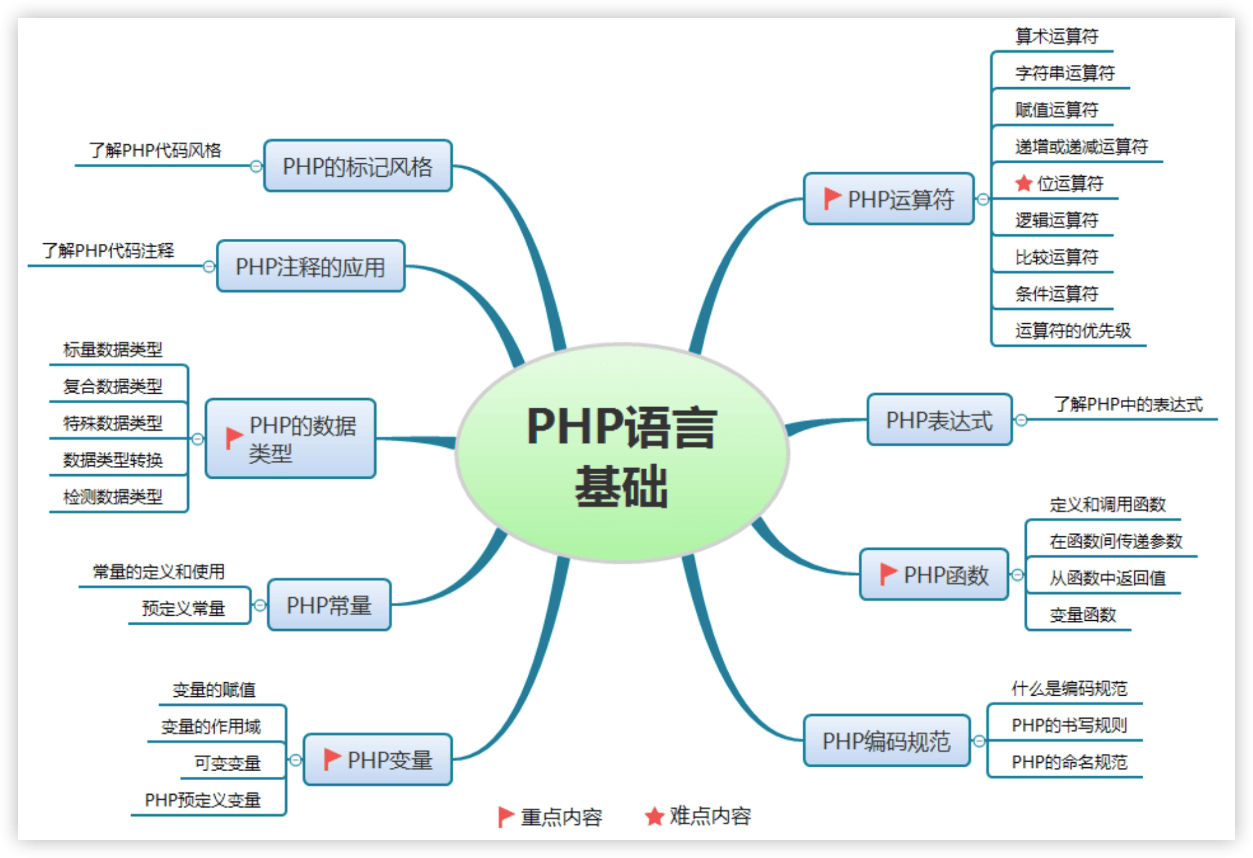 PHP语言
基础
PHP的标记风格
了解PHP代码风格
PHP注释的应用
了解PHP代码注释
PHP的数据
类型
标量数据类型
复合数据类型
特殊数据类型
数据类型转换
检测数据类型
PHP常量
常量的定义和使用
预定义常量
PHP变量
变量的赋值
变量的作用域
可变变量
PHP预定义变量
PHP运算符
算术运算符
字符串运算符
赋值运算符
递增或递减运算符
位运算符
逻辑运算符
比较运算符
条件运算符
运算符的优先级
PHP表达式
了解PHP中的表达式
PHP函数
定义和调用函数
在函数间传递参数
从函数中返回值
变量函数
PHP编码规范
什么是编码规范
PHP的书写规则
PHP的命名规范
重点内容
难点内容